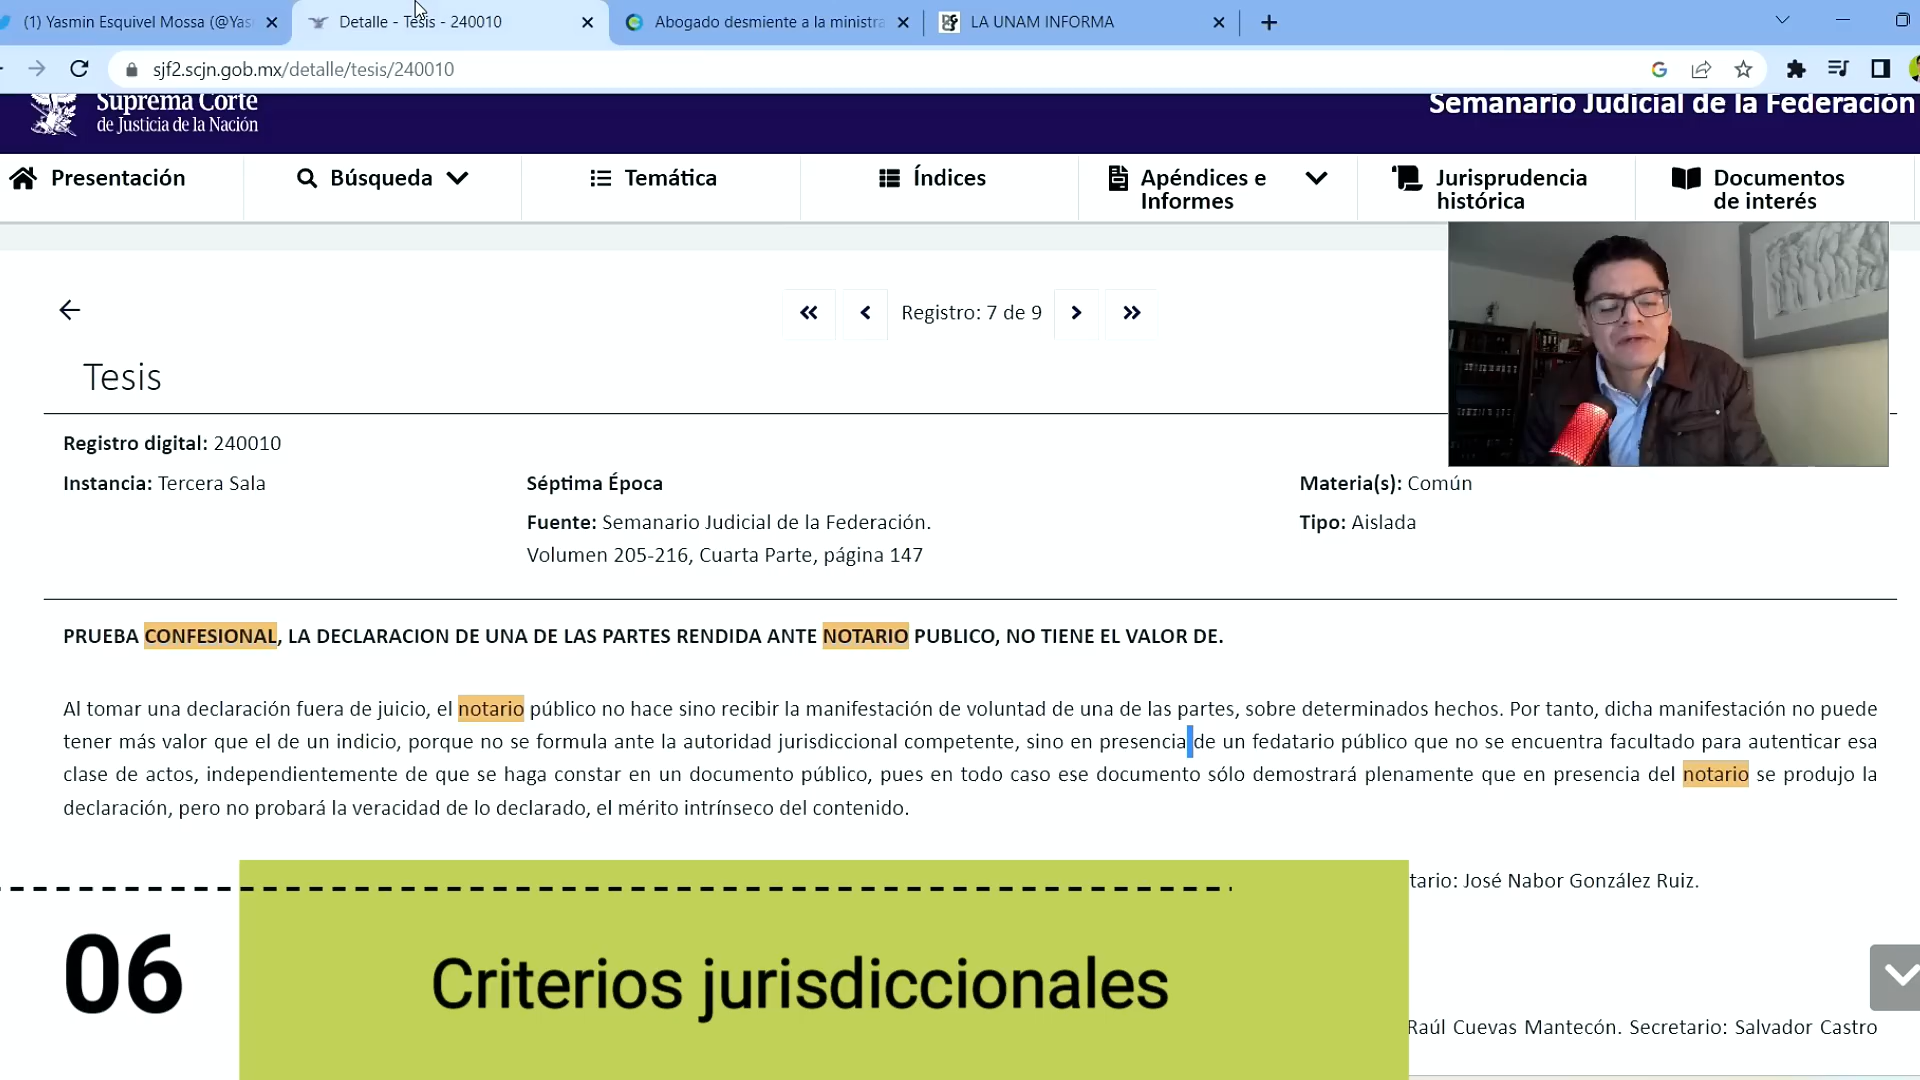 (1) Yasmin Esquivel Mossa (@Yas
Detalle - Tesis - 240010
Abogado desmiente a la ministra
LA UNAM INFORMA
sjf2.scjn.gob.mx/detalle/tesis/240010
Suprema Corte
de Justicia de la Nación
Semanario Judicial de la Federación
Presentación
Búsqueda
Temática
Índices
Apéndices e
Informes
Jurisprudencia
histórica
Documentos
de interés
Registro: 7 de 9
Tesis
Registro digital: 240010
Instancia: Tercera Sala
Séptima Época
Materia(s): Común
Fuente: Semanario Judicial de la Federación.
Volumen 205-216, Cuarta Parte, página 147
Tipo: Aislada
PRUEBA CONFESIONAL, LA DECLARACION DE UNA DE LAS PARTES RENDIDA ANTE NOTARIO PUBLICO, NO TIENE EL VALOR DE.
Al tomar una declaración fuera de juicio, el notario público no hace sino recibir la manifestación de voluntad de una de las partes, sobre determinados hechos. Por tanto, dicha manifestación no puede
tener más valor que el de un indicio, porque no se formula ante la autoridad jurisdiccional competente, sino en presencia de un fedatario público que no se encuentra facultado para autenticar esa
clase de actos, independientemente de que se haga constar en un documento público, pues en todo caso ese documento sólo demostrará plenamente que en presencia del notario se produjo la
declaración, pero no probará la veracidad de lo declarado, el mérito intrínseco del contenido.
tario: José Nabor González Ruiz.
06
Criterios jurisdiccionales
Raúl Cuevas Mantecón. Secretario: Salvador Castro